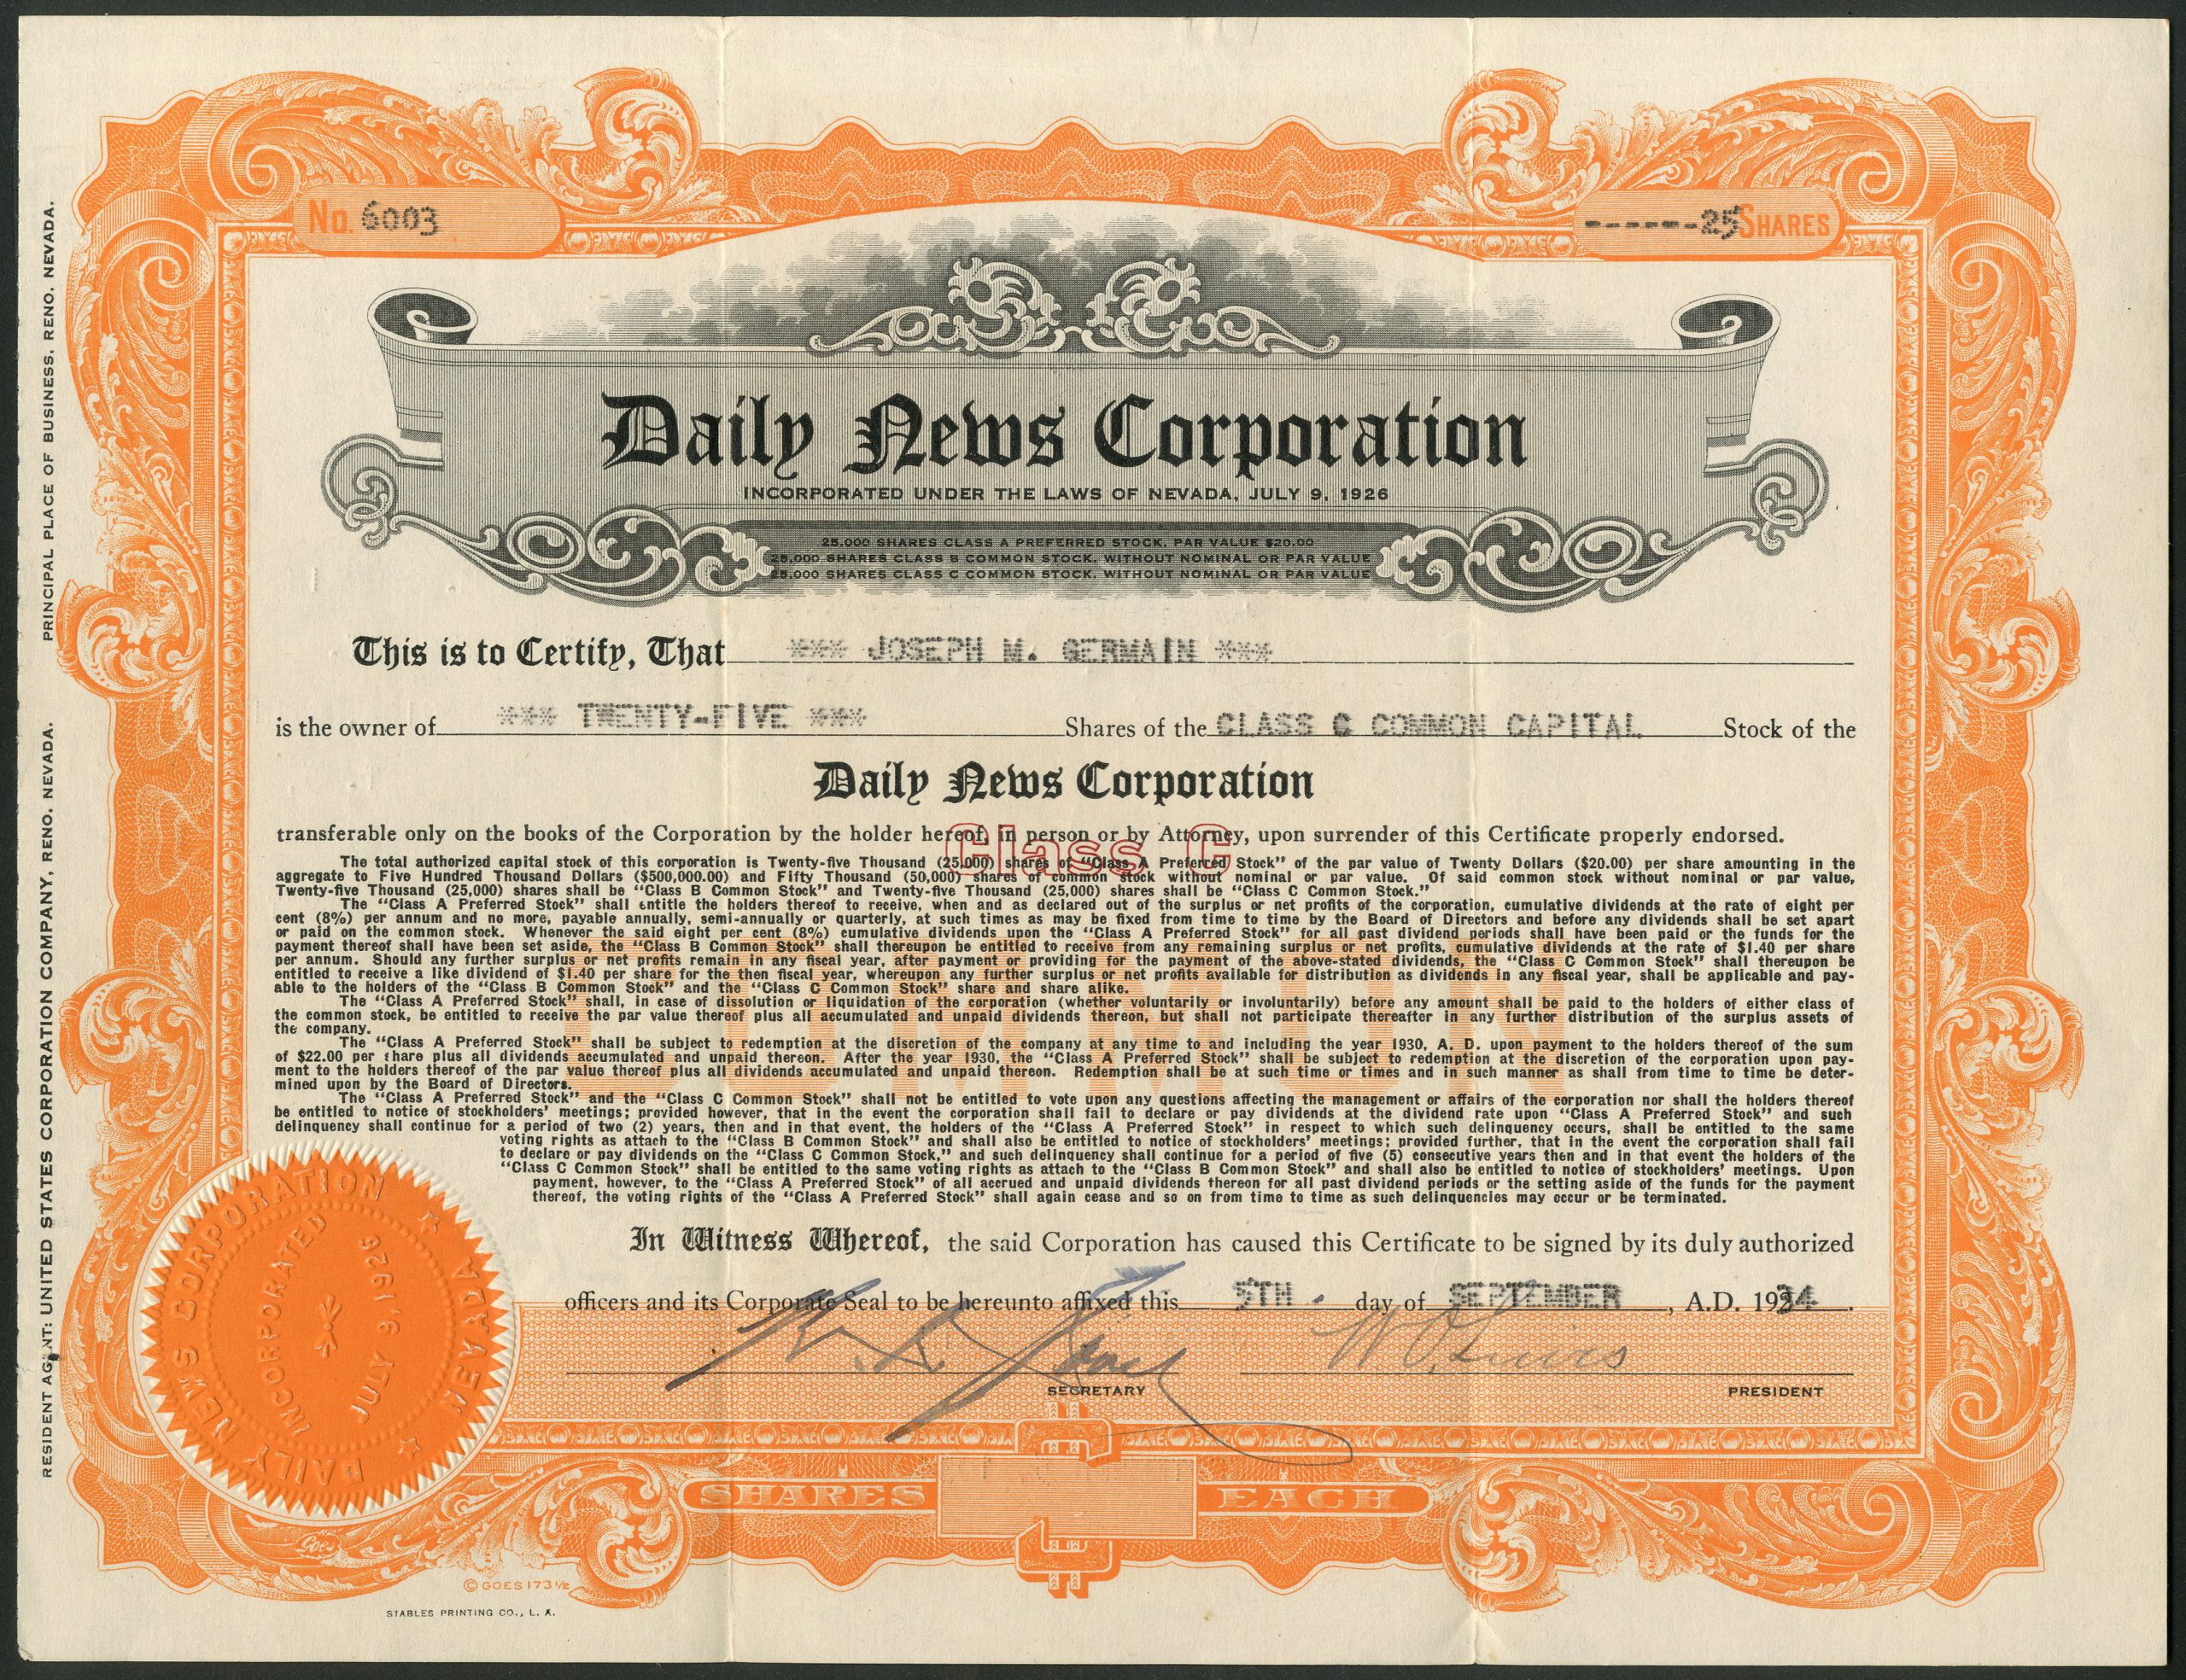 No. 6003
------25 SHARES
Daily News Corporation
INCORPORATED UNDER THE LAWS OF NEVADA, JULY 9, 1926
25,000 SHARES CLASS A PREFERRED STOCK, PAR VALUE $20.00
25,000 SHARES CLASS B COMMON STOCK, WITHOUT NOMINAL OR PAR VALUE
25,000 SHARES CLASS C COMMON STOCK, WITHOUT NOMINAL OR PAR VALUE
This is to Certify, That *** JOSEPH M. GERMAIN ***
is the owner of *** TWENTY-FIVE *** Shares of the CLASS C COMMON CAPITAL Stock of the
Daily News Corporation
transferable only on the books of the Corporation by the holder hereof, in person or by Attorney, upon surrender of this Certificate properly endorsed.
Class C
The total authorized capital stock of this corporation is Twenty-five Thousand (25,000) shares of "Class A Preferred Stock" of the par value of Twenty Dollars ($20.00) per share amounting in the
aggregate to Five Hundred Thousand Dollars ($500,000.00) and Fifty Thousand (50,000) shares of common stock without nominal or par value. Of said common stock without nominal or par value,
Twenty-five Thousand (25,000) shares shall be "Class B Common Stock" and Twenty-five Thousand (25,000) shares shall be "Class C Common Stock."
The "Class A Preferred Stock" shall entitle the holders thereof to receive, when and as declared out of the surplus or net profits of the corporation, cumulative dividends at the rate of eight per
cent (8%) per annum and no more, payable annually, semi-annually or quarterly, at such times as may be fixed from time to time by the Board of Directors and before any dividends shall be set apart
or paid on the common stock. Whenever the said eight per cent (8%) cumulative dividends upon the "Class A Preferred Stock" for all past dividend periods shall have been paid or the funds for the
payment thereof shall have been set aside, the "Class B Common Stock" shall thereupon be entitled to receive from any remaining surplus or net profits, cumulative dividends at the rate of $1.40 per share
per annum. Should any further surplus or net profits remain in any fiscal year, after payment or providing for the payment of the above-stated dividends, the "Class C Common Stock" shall thereupon be
entitled to receive a like dividend of $1.40 per share for the then fiscal year, whereupon any further surplus or net profits available for distribution as dividends in any fiscal year, shall be applicable and pay-
able to the holders of the "Class B Common Stock" and the "Class C Common Stock" share and share alike.
The "Class A Preferred Stock" shall, in case of dissolution or liquidation of the corporation (whether voluntarily or involuntarily) before any amount shall be paid to the holders of either class of
the common stock, be entitled to receive the par value thereof plus all accumulated and unpaid dividends thereon, but shall not participate thereafter in any further distribution of the surplus assets of
the company.
The "Class A Preferred Stock" shall be subject to redemption at the discretion of the company at any time to and including the year 1930, A. D. upon payment to the holders thereof of the sum
of $22.00 per share plus all dividends accumulated and unpaid thereon. After the year 1930, the "Class A Preferred Stock" shall be subject to redemption at the discretion of the corporation upon pay-
ment to the holders thereof of the par value thereof plus all dividends accumulated and unpaid thereon. Redemption shall be at such time or times and in such manner as shall from time to time be deter-
mined upon by the Board of Directors.
COMMON
The "Class A Preferred Stock" and the "Class C Common Stock" shall not be entitled to vote upon any questions affecting the management or affairs of the corporation nor shall the holders thereof
be entitled to notice of stockholders' meetings; provided however, that in the event the corporation shall fail to declare or pay dividends at the dividend rate upon "Class A Preferred Stock" and such
delinquency shall continue for a period of two (2) years, then and in that event, the holders of the "Class A Preferred Stock" in respect to which such delinquency occurs, shall be entitled to the same
voting rights as attach to the "Class B Common Stock" and shall also be entitled to notice of stockholders' meetings; provided further, that in the event the corporation shall fail
to declare or pay dividends on the "Class C Common Stock," and such delinquency shall continue for a period of five (5) consecutive years then and in that event the holders of the
"Class C Common Stock" shall be entitled to the same voting rights as attach to the "Class B Common Stock" and shall also be entitled to notice of stockholders' meetings. Upon
payment, however, to the "Class A Preferred Stock" of all accrued and unpaid dividends thereon for all past dividend periods or the setting aside of the funds for the payment
thereof, the voting rights of the "Class A Preferred Stock" shall again cease and so on from time to time as such delinquencies may occur or be terminated.
In Witness Whereof, the said Corporation has caused this Certificate to be signed by its duly authorized
officers and its Corporate Seal to be hereunto affixed this 5TH. day of SEPTEMBER, A.D. 1934.
SECRETARY
PRESIDENT
DAILY NEWS CORPORATION
NEVADA
INCORPORATED
JULY 9 1926
SHARES
EACH
Goes
© GOES 173½
STABLES PRINTING CO., L. A.
RESIDENT AGENT: UNITED STATES CORPORATION COMPANY, RENO, NEVADA. PRINCIPAL PLACE OF BUSINESS, RENO, NEVADA.